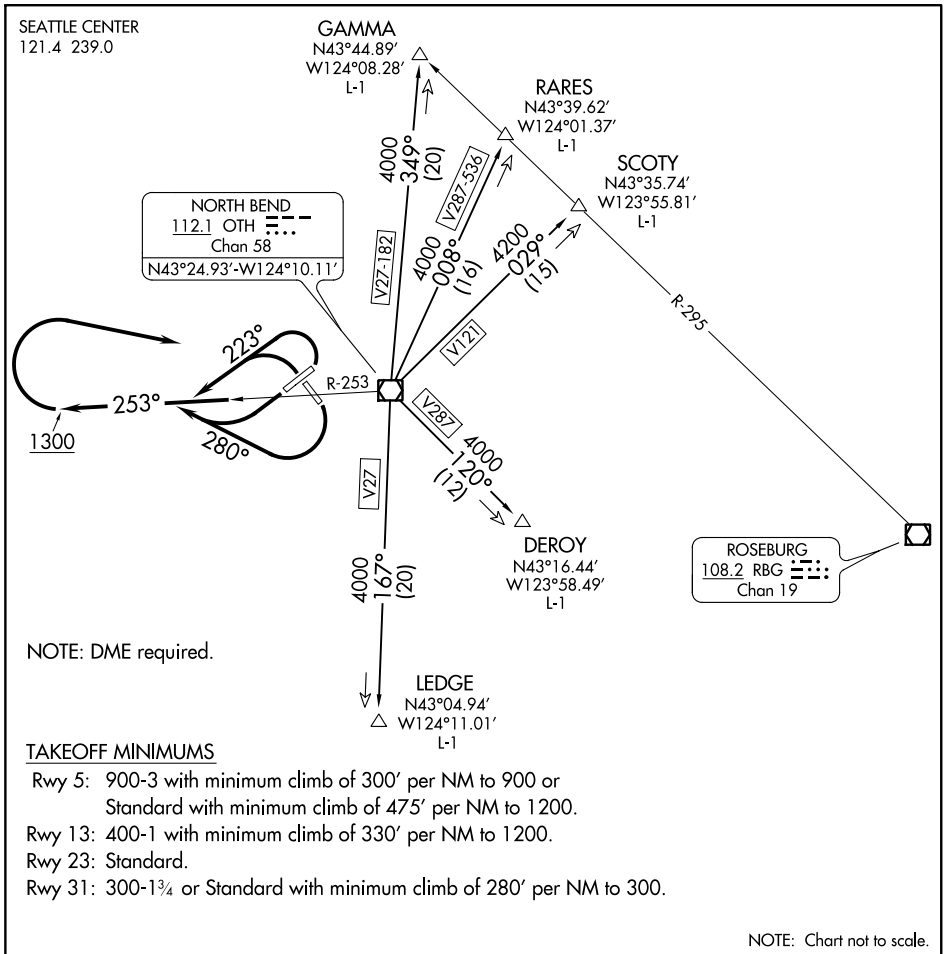 SEATTLE CENTER
121.4 239.0
GAMMA
N43°44.89'
W124°08.28'
L-1
RARES
N43°39.62'
W124°01.37'
L-1
SCOTY
N43°35.74'
W123°55.81'
L-1
NORTH BEND
112.1 OTH
Chan 58
N43°24.93'-W124°10.11'
4000
349°
(20)
V27-182
V287-536
4000
008°
(16)
4200
029°
(15)
V121
R-295
223°
R-253
253°
1300
280°
V287
4000
120°
(12)
V27
4000
167°
(20)
DEROY
N43°16.44'
W123°58.49'
L-1
ROSEBURG
108.2 RBG
Chan 19
NOTE: DME required.
LEDGE
N43°04.94'
W124°11.01'
L-1
TAKEOFF MINIMUMS
Rwy 5: 900-3 with minimum climb of 300' per NM to 900 or
Standard with minimum climb of 475' per NM to 1200.
Rwy 13: 400-1 with minimum climb of 330' per NM to 1200.
Rwy 23: Standard.
Rwy 31: 300-1¾ or Standard with minimum climb of 280' per NM to 300.
NOTE: Chart not to scale.